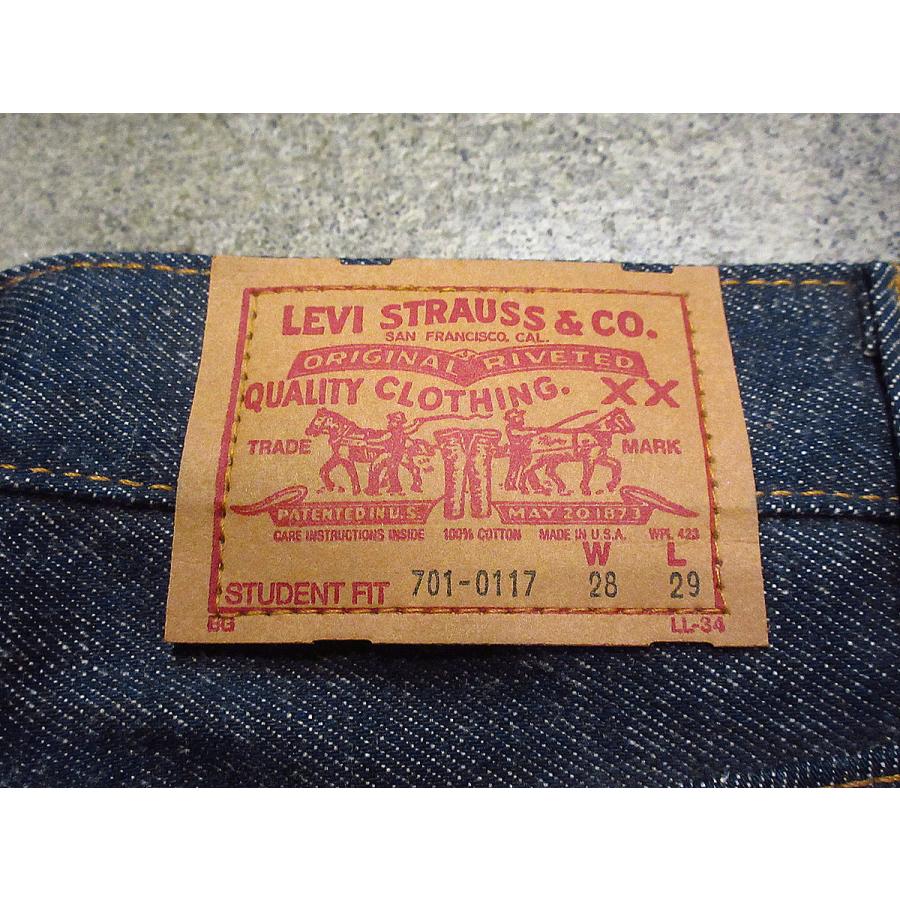 LEVI STRAUSS & CO.
SAN FRANCISCO, CAL.
ORIGINAL RIVETED
QUALITY CLOTHING. XX
TRADE MARK
PATENTED IN U.S. MAY 20 1873
CARE INSTRUCTIONS INSIDE 100% COTTON MADE IN U.S.A. WPL 423
W L
STUDENT FIT 701-0117 28 29
LL-34